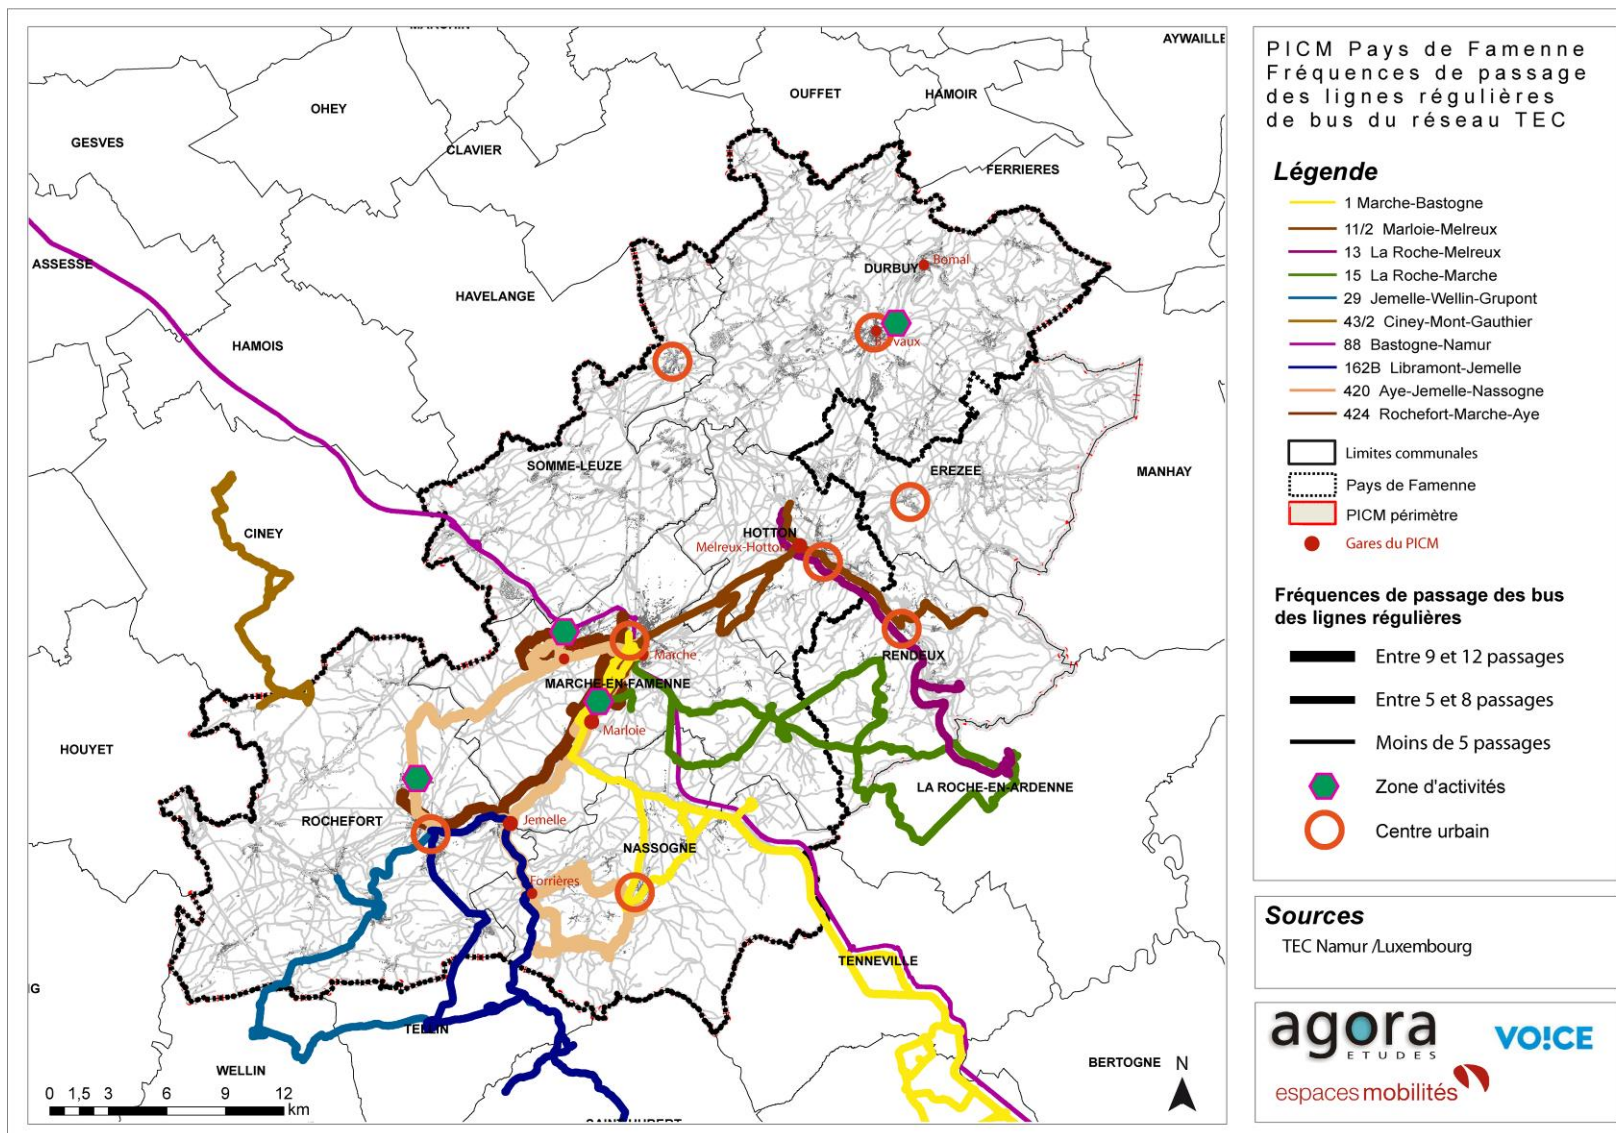 MARCHIN
AYWAILLE
OUFFET
HAMOIR
OHEY
GESVES
CLAVIER
FERRIERES
ASSESSE
Bomal
DURBUY
HAVELANGE
HAMOIS
vaux
SOMME-LEUZE
EREZEE
MANHAY
CINEY
HOTTON
Melreux-Hotton
Marche
RENDEUX
MARCHE-EN-FAMENNE
Marloie
HOUYET
LA ROCHE-EN-ARDENNE
ROCHEFORT
Jemelle
NASSOGNE
Forrières
TENNEVILLE
TELLIN
BERTOGNE
WELLIN
SAINT-HUBERT
N
0 1,5 3 6 9 12
km
PICM Pays de Famenne
Fréquences de passage
des lignes régulières
de bus du réseau TEC
Légende
1 Marche-Bastogne
11/2 Marloie-Melreux
13 La Roche-Melreux
15 La Roche-Marche
29 Jemelle-Wellin-Grupont
43/2 Ciney-Mont-Gauthier
88 Bastogne-Namur
162B Libramont-Jemelle
420 Aye-Jemelle-Nassogne
424 Rochefort-Marche-Aye
Limites communales
Pays de Famenne
PICM périmètre
Gares du PICM
Fréquences de passage des bus
des lignes régulières
Entre 9 et 12 passages
Entre 5 et 8 passages
Moins de 5 passages
Zone d'activités
Centre urbain
Sources
TEC Namur /Luxembourg
agora
ETUDES
VO!CE
espaces mobilités